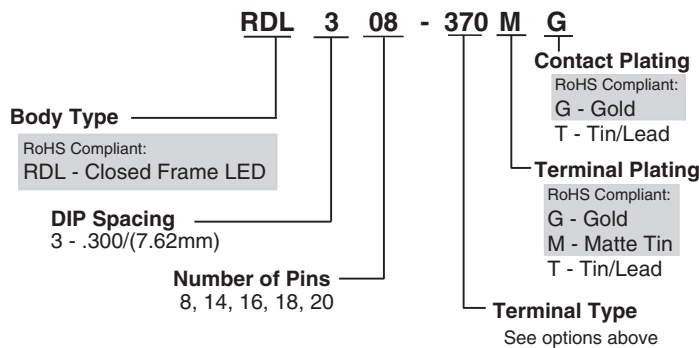 RDL 3 08 - 370 M G
Contact Plating
RoHS Compliant:
G - Gold
T - Tin/Lead
Body Type
RoHS Compliant:
RDL - Closed Frame LED
Terminal Plating
RoHS Compliant:
G - Gold
M - Matte Tin
T - Tin/Lead
DIP Spacing
3 - .300/(7.62mm)
Number of Pins
8, 14, 16, 18, 20
Terminal Type
See options above